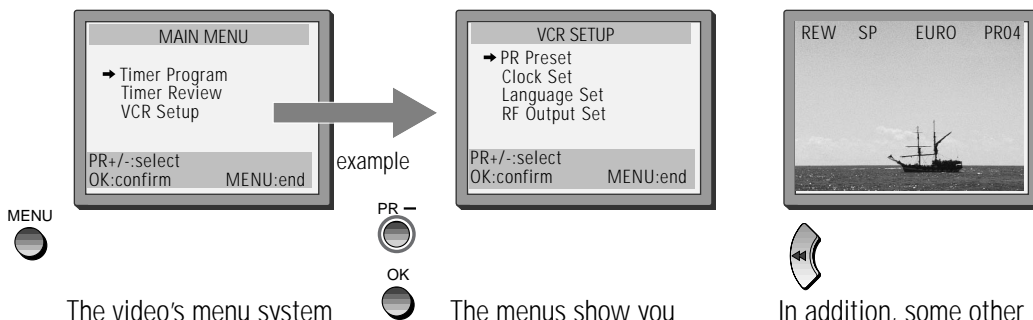 MAIN MENU
Timer Program
Timer Review
VCR Setup
PR+/-:select
OK:confirm MENU:end
MENU
example
PR –
OK
VCR SETUP
PR Preset
Clock Set
Language Set
RF Output Set
PR+/-:select
OK:confirm MENU:end
REW SP EURO PR04
The video's menu system
The menus show you
In addition, some other